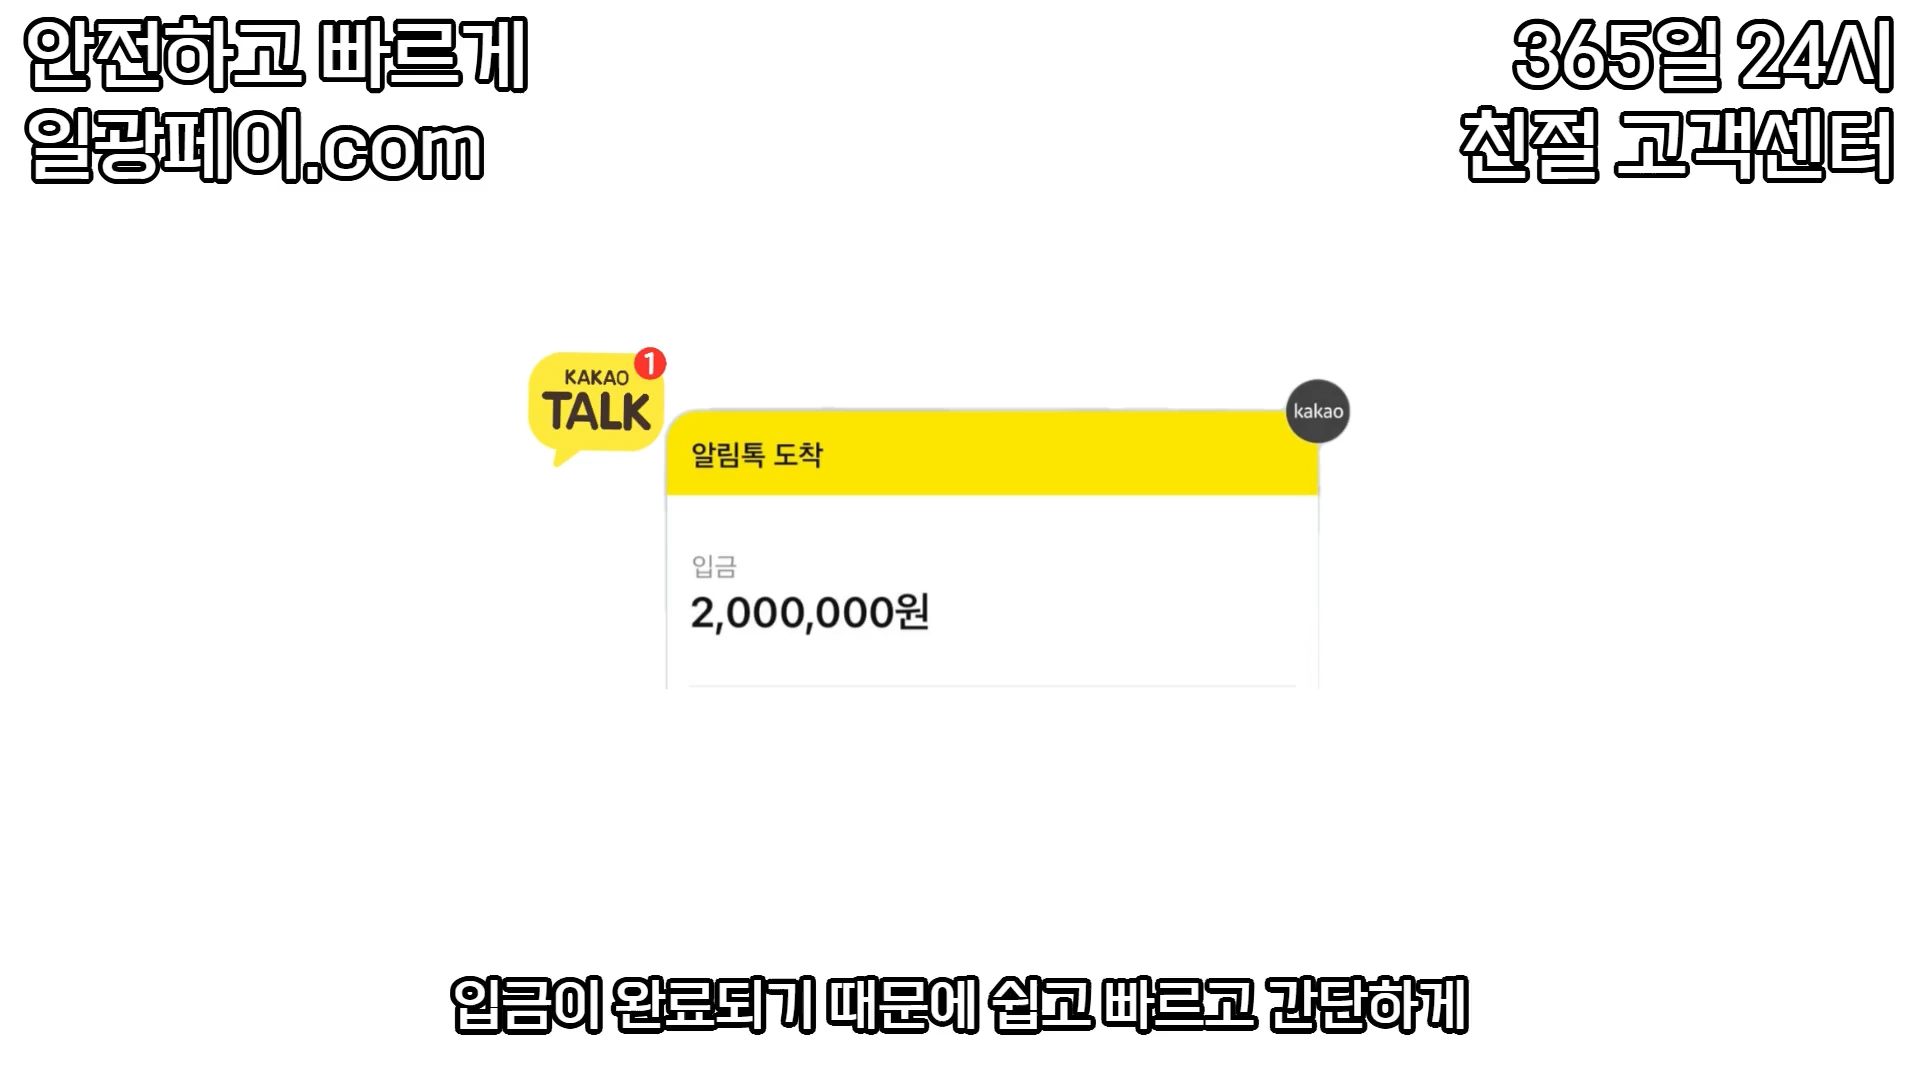 안전하고 빠르게
일광페이.com
365일 24시
친절 고객센터
KAKAO
TALK
1
kakao
알림톡 도착
입금
2,000,000원
입금이 완료되기 때문에 쉽고 빠르고 간단하게